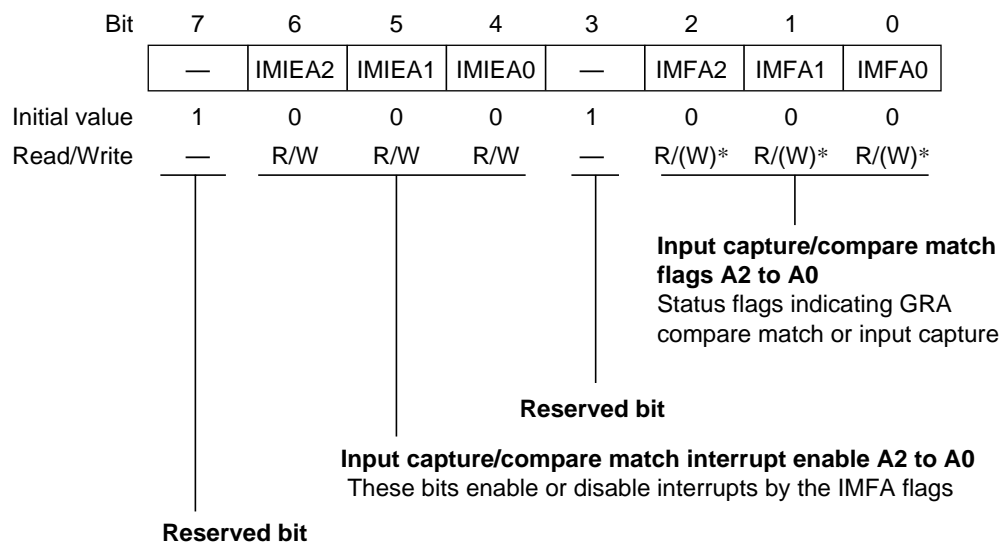 Bit 7 6 5 4 3 2 1 0
— IMIEA2 IMIEA1 IMIEA0 — IMFA2 IMFA1 IMFA0
Initial value 1 0 0 0 1 0 0 0
Read/Write — R/W R/W R/W — R/(W)* R/(W)* R/(W)*
Input capture/compare match
flags A2 to A0
Status flags indicating GRA
compare match or input capture
Reserved bit
Input capture/compare match interrupt enable A2 to A0
These bits enable or disable interrupts by the IMFA flags
Reserved bit